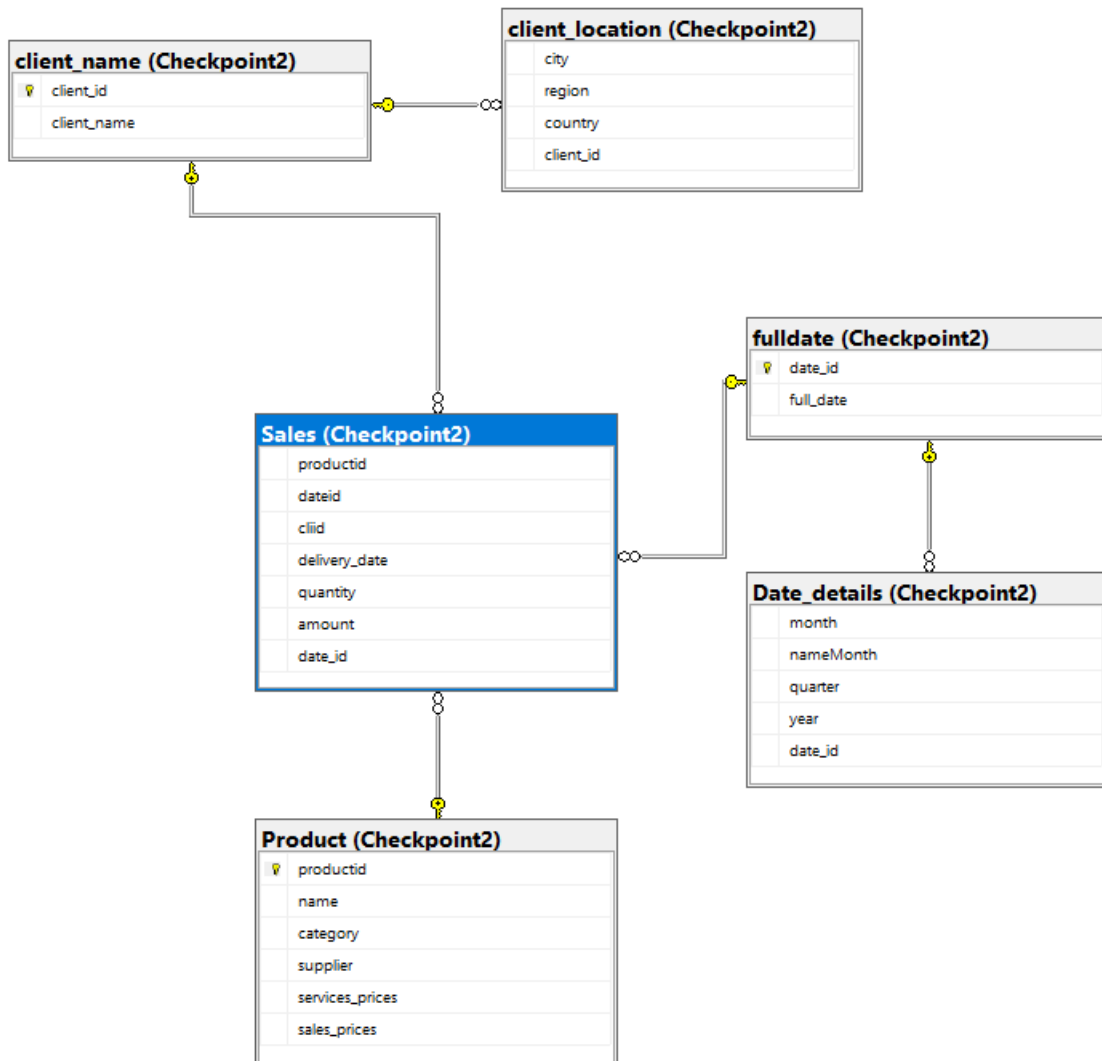 client_name (Checkpoint2)
client_id
client_name
client_location (Checkpoint2)
city
region
country
client_id
Sales (Checkpoint2)
productid
dateid
cliid
delivery_date
quantity
amount
date_id
fulldate (Checkpoint2)
date_id
full_date
Date_details (Checkpoint2)
month
nameMonth
quarter
year
date_id
Product (Checkpoint2)
productid
name
category
supplier
services_prices
sales_prices